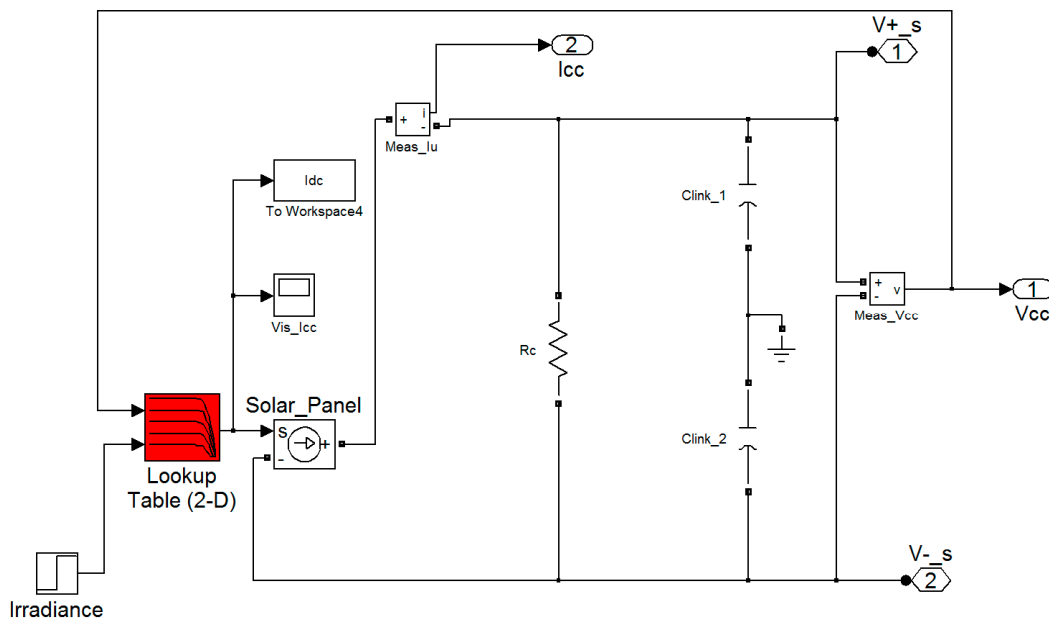 V+_s
1
2
Icc
i
+
-
Meas_Iu
Idc
To Workspace4
Clink_1
Vis_Icc
+
-
v
Meas_Vcc
1
Vcc
Rc
Solar_Panel
S
+
-
Lookup
Table (2-D)
Clink_2
V-_s
2
Irradiance